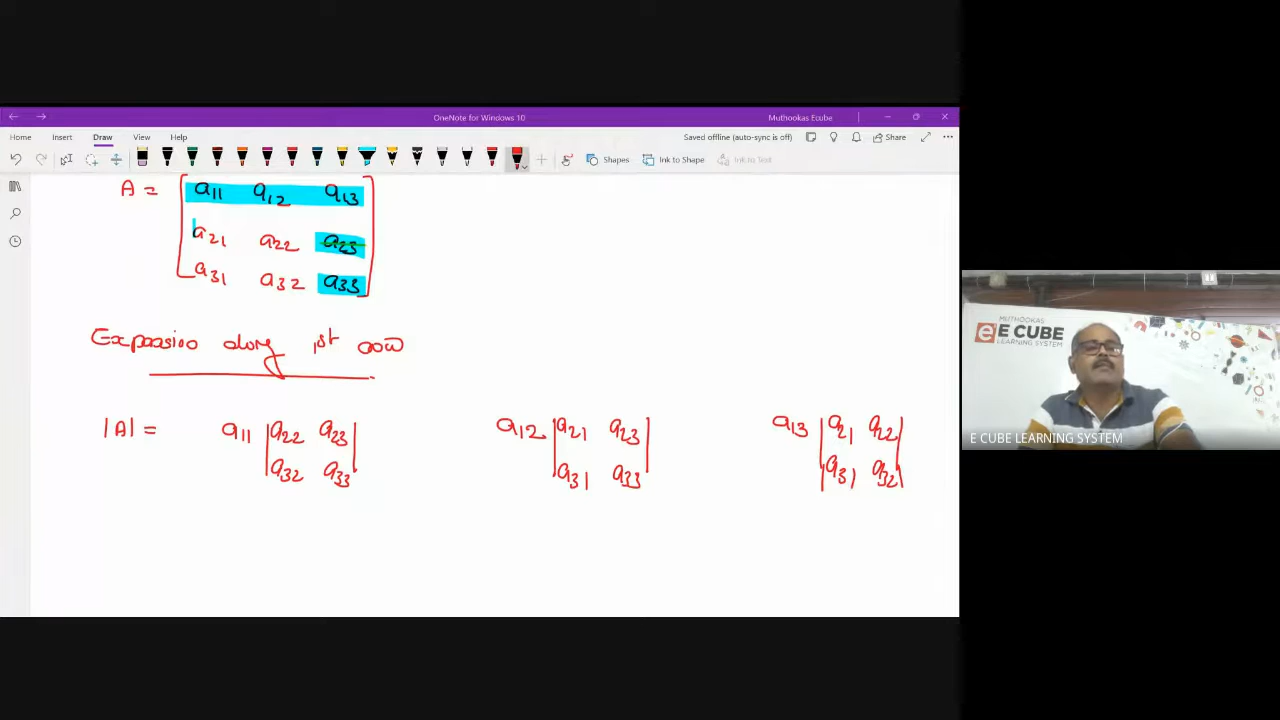 OneNote for Windows 10
Muthookas Ecube
Home Insert Draw View Help
Saved offline (auto-sync is off)
Share
Shapes
Ink to Shape
Ink to Text
A = a11 a12 a13
a21 a22 a23
a31 a32 a33
Expansion along 1st row
|A| = a11 |a22 a23| a12 |a21 a23| a13 |a21 a22|
|a32 a33| |a31 a33| |a31 a32|
MUTHOOKAS
e E CUBE
LEARNING SYSTEM
E CUBE LEARNING SYSTEM